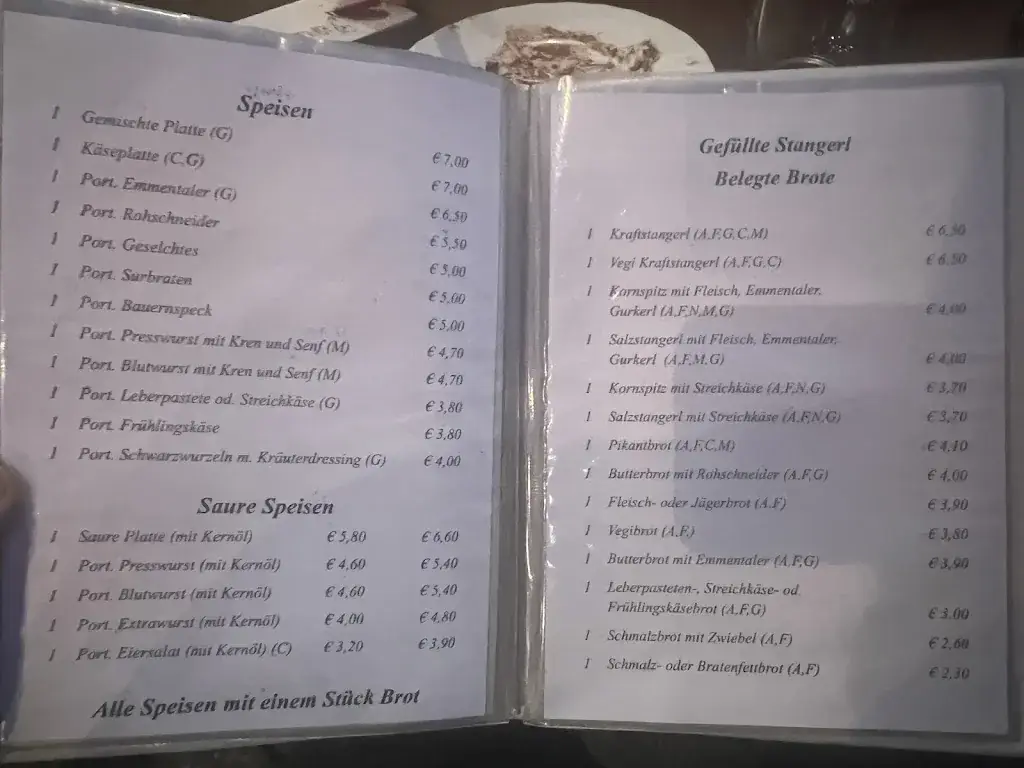 Speisen
1 Gemischte Platte (G) € 7,00
1 Käseplatte (C,G) € 7,00
1 Port. Emmentaler (G) € 6,50
1 Port. Rohschneider € 5,50
1 Port. Geselchtes € 5,00
1 Port. Surbraten € 5,00
1 Port. Bauernspeck € 5,00
1 Port. Presswurst mit Kren und Senf (M) € 4,70
1 Port. Blutwurst mit Kren und Senf (M) € 4,70
1 Port. Leberpastete od. Streichkäse (G) € 3,80
1 Port. Frühlingskäse € 3,80
1 Port. Schwarzwurzeln m. Kräuterdressing (G) € 4,00
Saure Speisen
1 Saure Platte (mit Kernöl) € 5,80 € 6,60
1 Port. Presswurst (mit Kernöl) € 4,60 € 5,40
1 Port. Blutwurst (mit Kernöl) € 4,60 € 5,40
1 Port. Extrawurst (mit Kernöl) € 4,00 € 4,80
1 Port. Eiersalat (mit Kernöl) (C) € 3,20 € 3,90
Alle Speisen mit einem Stück Brot
Gefüllte Stangerl
Belegte Brote
1 Kraftstangerl (A,F,G,C,M) € 6,50
1 Vegi Kraftstangerl (A,F,G,C) € 6,50
1 Kornspitz mit Fleisch, Emmentaler,
Gurkerl (A,F,N,M,G) € 4,00
1 Salzstangerl mit Fleisch, Emmentaler,
Gurkerl (A,F,M,G) € 4,00
1 Kornspitz mit Streichkäse (A,F,N,G) € 3,70
1 Salzstangerl mit Streichkäse (A,F,N,G) € 3,70
1 Pikantbrot (A,F,C,M) € 4,10
1 Butterbrot mit Rohschneider (A,F,G) € 4,00
1 Fleisch- oder Jägerbrot (A,F) € 3,90
1 Vegibrot (A,F,) € 3,80
1 Butterbrot mit Emmentaler (A,F,G) € 3,90
1 Leberpasteten-, Streichkäse- od.
Frühlingskäsebrot (A,F,G) € 3.00
1 Schmalzbrot mit Zwiebel (A,F) € 2,60
1 Schmalz- oder Bratenfettbrot (A,F) € 2,30